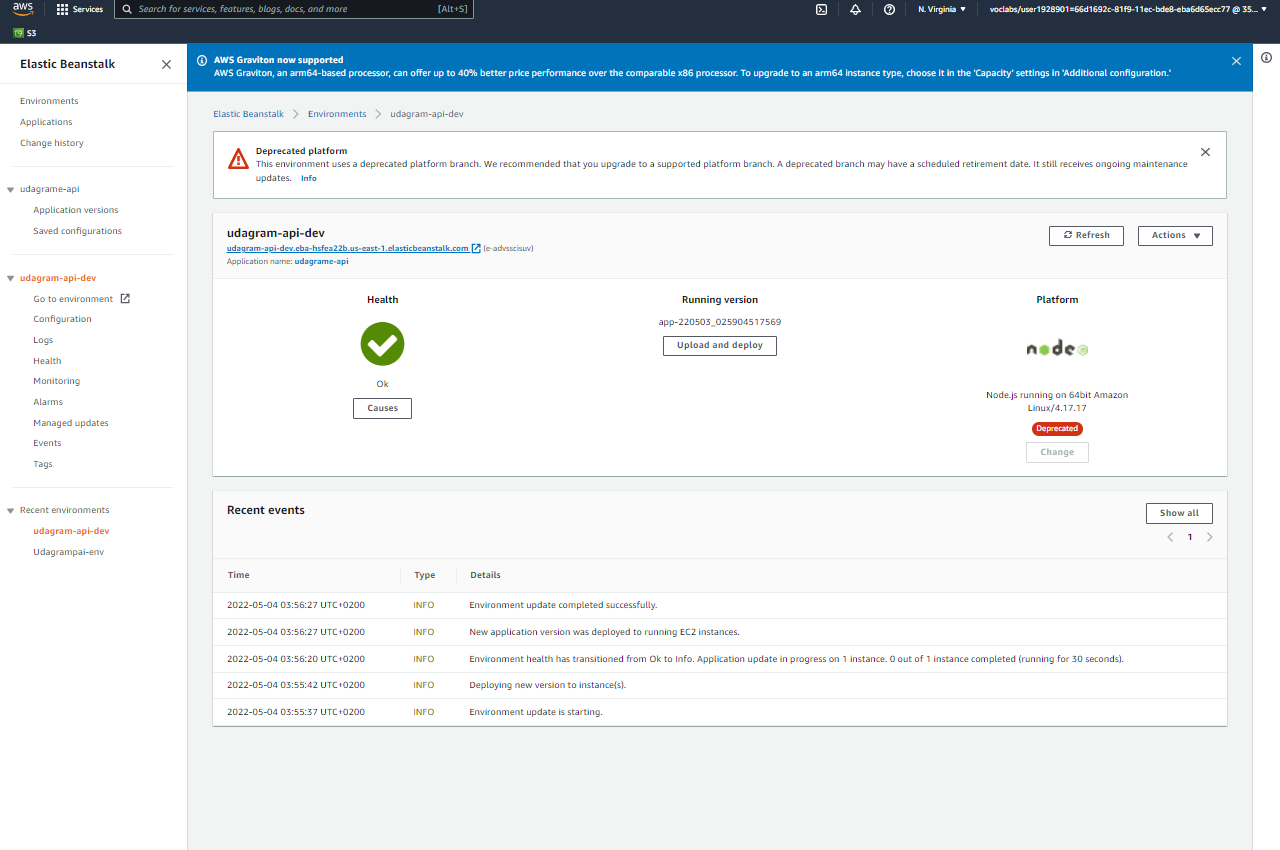 aws
Services
Search for services, features, blogs, docs, and more
[Alt+S]
N. Virginia
voclabs/user1928901=66d1692c-81f9-11ec-bde8-eba6d65ecc77 @ 35...
S3
Elastic Beanstalk
Environments
Applications
Change history
udagrame-api
Application versions
Saved configurations
udagram-api-dev
Go to environment
Configuration
Logs
Health
Monitoring
Alarms
Managed updates
Events
Tags
Recent environments
udagram-api-dev
Udagrampai-env
AWS Graviton now supported
AWS Graviton, an arm64-based processor, can offer up to 40% better price performance over the comparable x86 processor. To upgrade to an arm64 instance type, choose it in the 'Capacity' settings in 'Additional configuration.'
Elastic Beanstalk > Environments > udagram-api-dev
Deprecated platform
This environment uses a deprecated platform branch. We recommended that you upgrade to a supported platform branch. A deprecated branch may have a scheduled retirement date. It still receives ongoing maintenance
updates. Info
udagram-api-dev
udagram-api-dev.eba-hsfea22b.us-east-1.elasticbeanstalk.com (e-advsscisuv)
Application name: udagrame-api
Refresh
Actions
Health
Ok
Causes
Running version
app-220503_025904517569
Upload and deploy
Platform
node
Node.js running on 64bit Amazon
Linux/4.17.17
Deprecated
Change
Recent events
Show all
1
Time Type Details
2022-05-04 03:56:27 UTC+0200 INFO Environment update completed successfully.
2022-05-04 03:56:27 UTC+0200 INFO New application version was deployed to running EC2 instances.
2022-05-04 03:56:20 UTC+0200 INFO Environment health has transitioned from Ok to Info. Application update in progress on 1 instance. 0 out of 1 instance completed (running for 30 seconds).
2022-05-04 03:55:42 UTC+0200 INFO Deploying new version to instance(s).
2022-05-04 03:55:37 UTC+0200 INFO Environment update is starting.